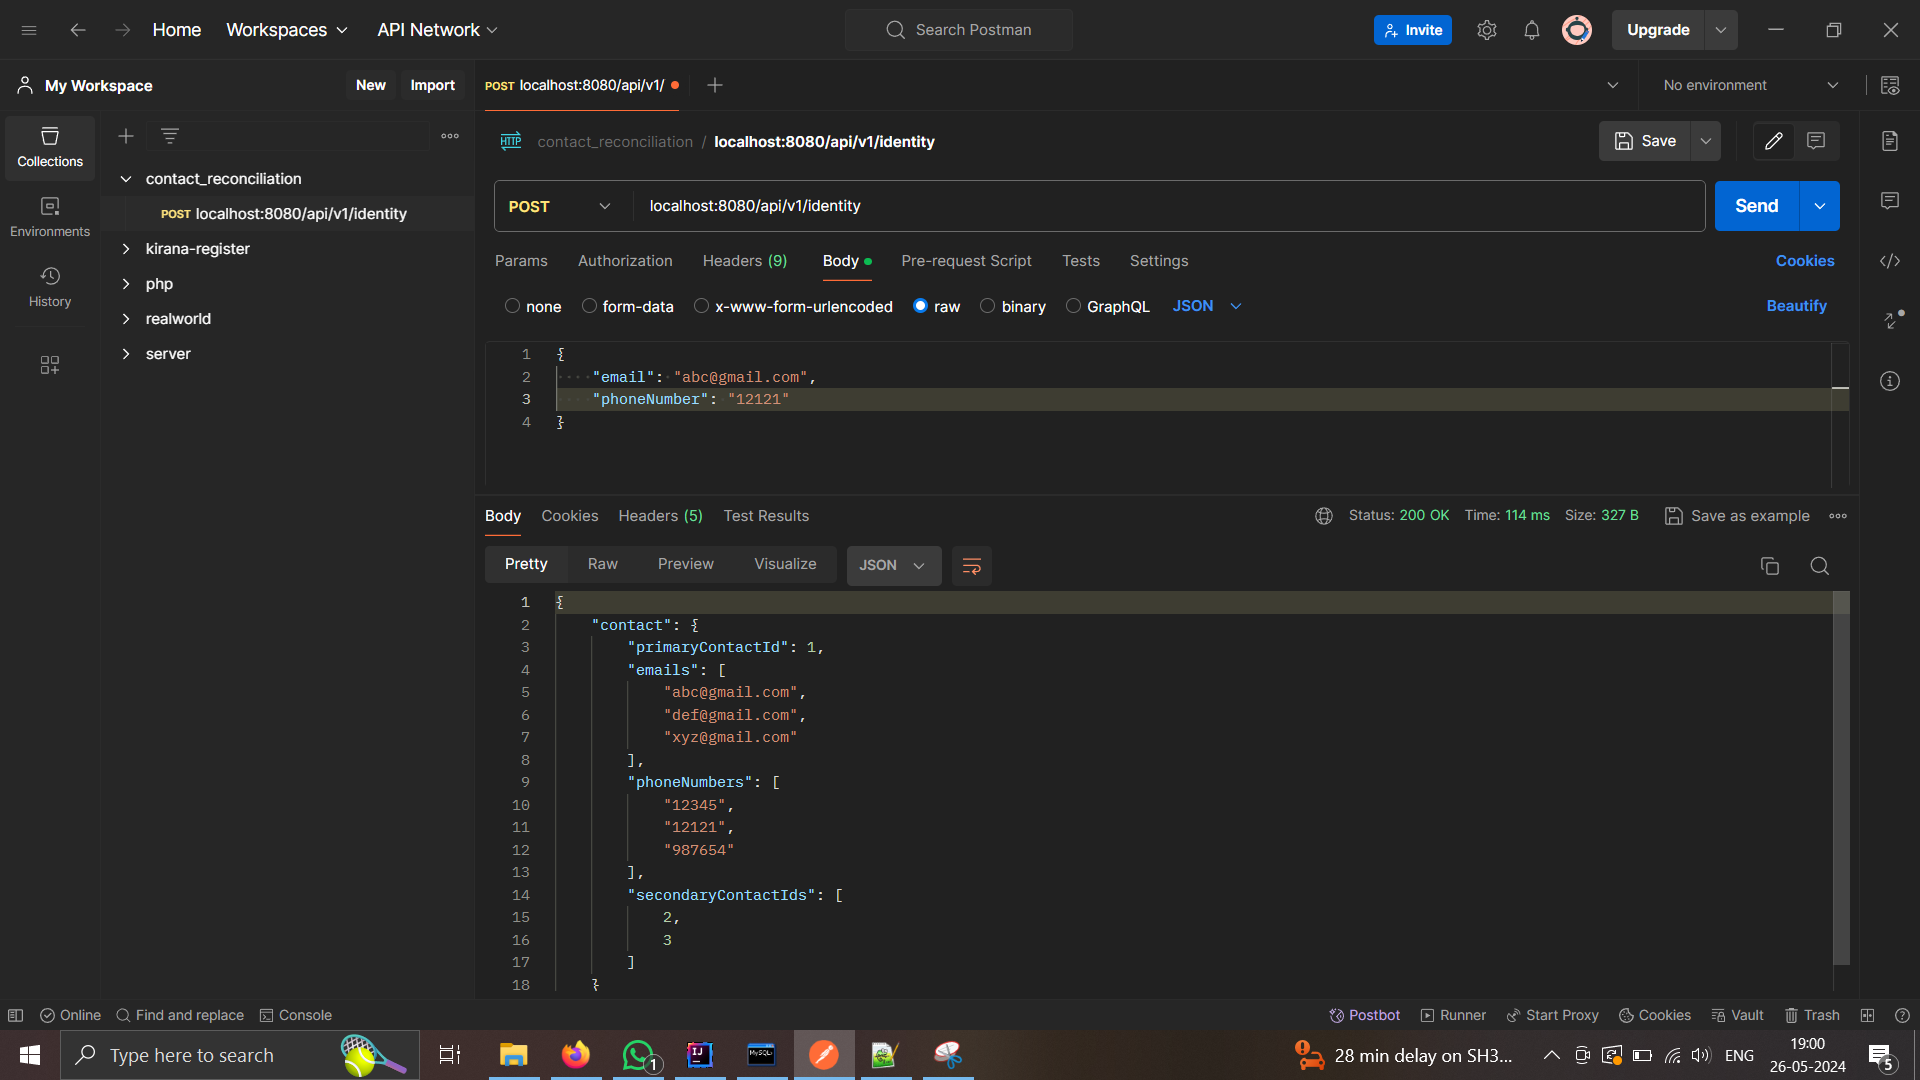 Home Workspaces API Network Search Postman Invite Upgrade
My Workspace New Import POST localhost:8080/api/v1/ No environment
Collections
Environments
History
contact_reconciliation
POST localhost:8080/api/v1/identity
kirana-register
php
realworld
server
HTTP contact_reconciliation / localhost:8080/api/v1/identity Save
POST localhost:8080/api/v1/identity Send
Params Authorization Headers (9) Body Pre-request Script Tests Settings Cookies
none form-data x-www-form-urlencoded raw binary GraphQL JSON Beautify
1 {
2 "email": "abc@gmail.com",
3 "phoneNumber": "12121"
4 }
Body Cookies Headers (5) Test Results Status: 200 OK Time: 114 ms Size: 327 B Save as example
Pretty Raw Preview Visualize JSON
1 {
2 "contact": {
3 "primaryContactId": 1,
4 "emails": [
5 "abc@gmail.com",
6 "def@gmail.com",
7 "xyz@gmail.com"
8 ],
9 "phoneNumbers": [
10 "12345",
11 "12121",
12 "987654"
13 ],
14 "secondaryContactIds": [
15 2,
16 3
17 ]
18 }
Online Find and replace Console Postbot Runner Start Proxy Cookies Vault Trash
Type here to search 1 IJ MySQL 28 min delay on SH3... ENG 19:00
26-05-2024 5